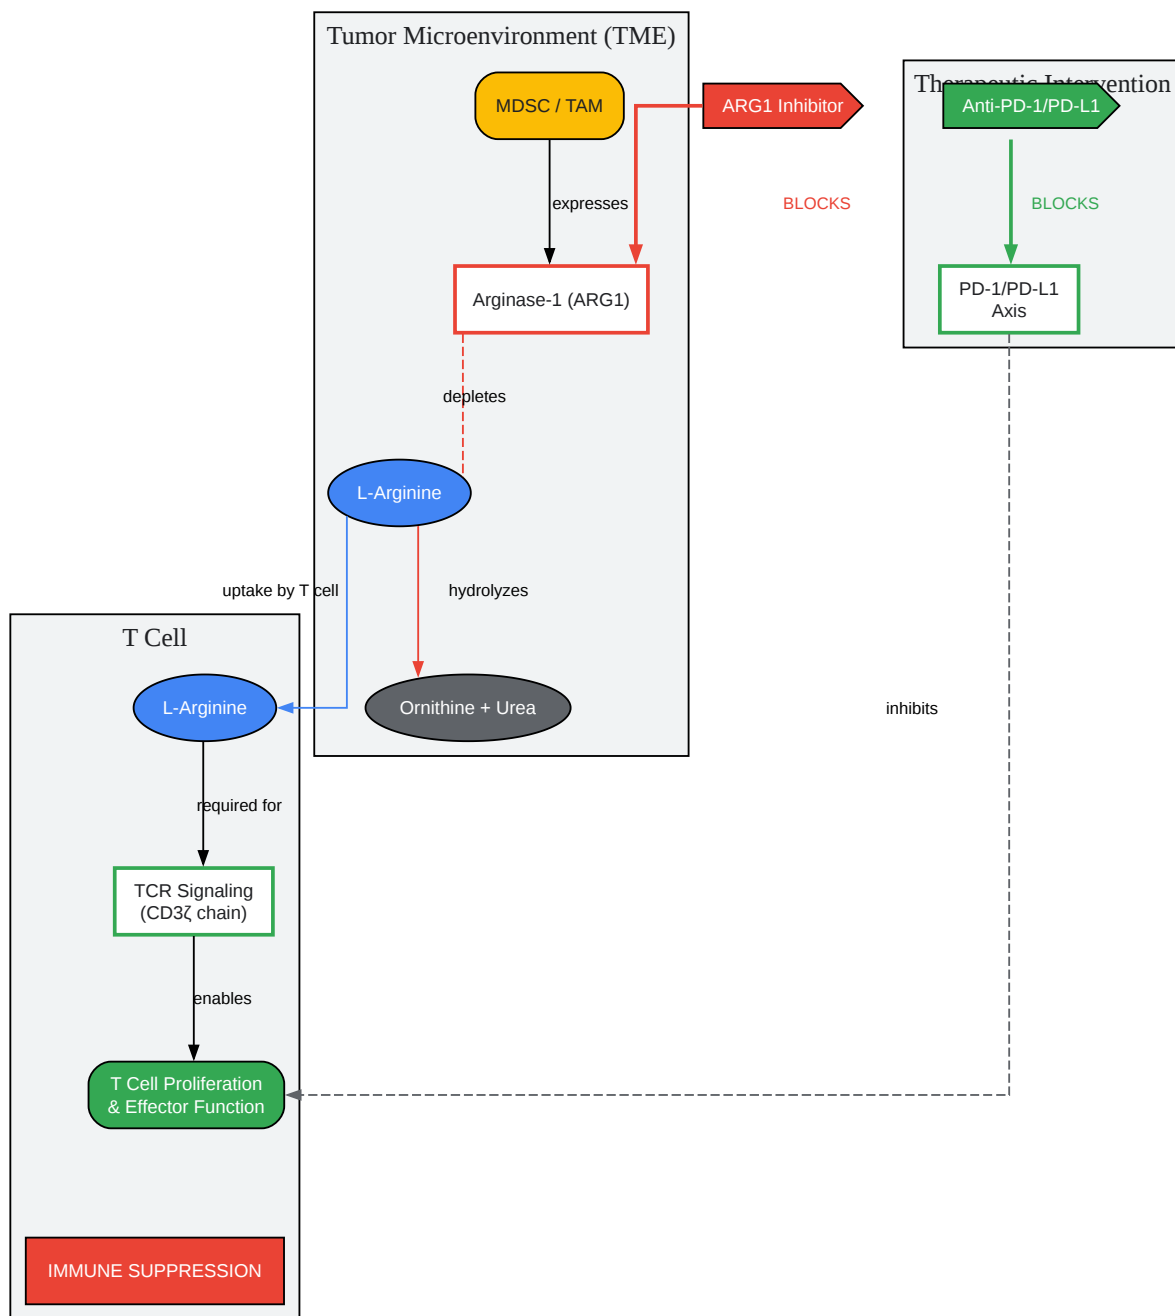 Tumor Microenvironment (TME)
MDSC / TAM
ARG1 Inhibitor
Anti-PD-1/PD-L1
expresses
BLOCKS
BLOCKS
Arginase-1 (ARG1)
PD-1/PD-L1
Axis
depletes
L-Arginine
uptake by T cell
hydrolyzes
T Cell
L-Arginine
Ornithine + Urea
inhibits
required for
TCR Signaling
(CD3ζ chain)
enables
T Cell Proliferation
& Effector Function
IMMUNE SUPPRESSION
Therapeutic Intervention